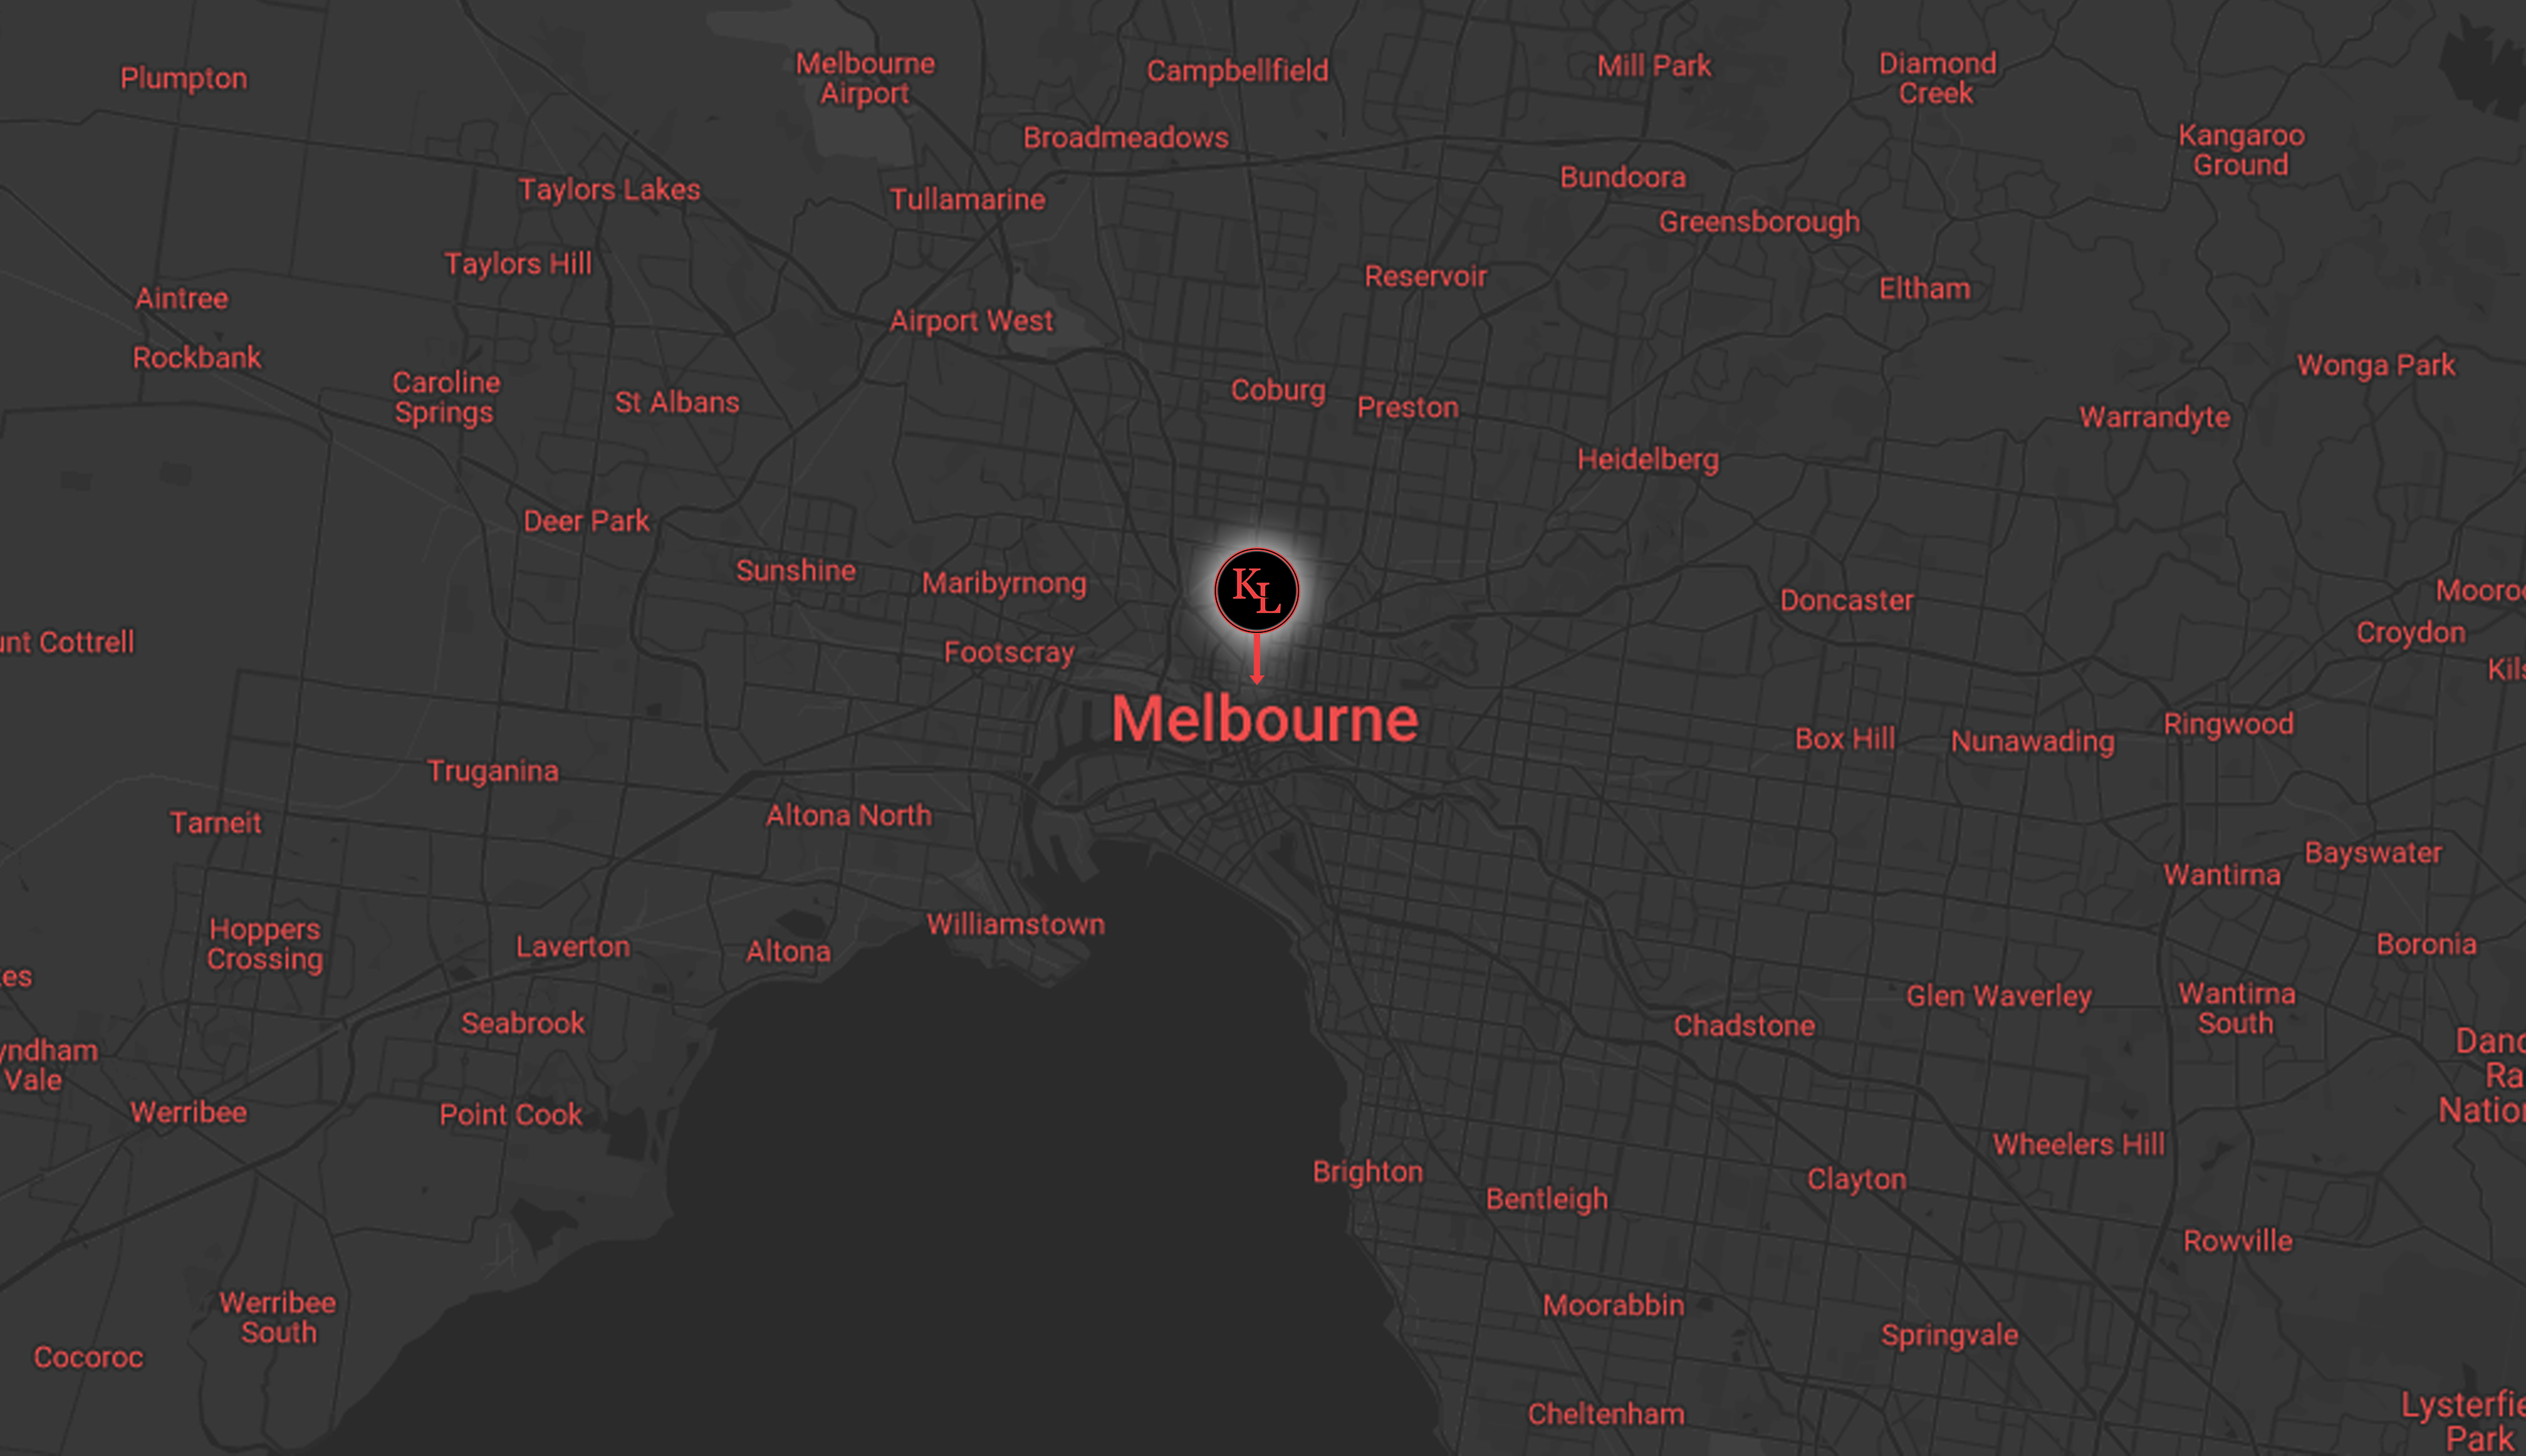 Melbourne
Airport
Campbellfield
Mill Park
Diamond
Creek
Plumpton
Broadmeadows
Kangaroo
Ground
Bundoora
Taylors Lakes
Tullamarine
Greensborough
Taylors Hill
Reservoir
Eltham
Aintree
Airport West
Rockbank
Wonga Park
Caroline
Springs
St Albans
Coburg
Preston
Warrandyte
Heidelberg
Deer Park
Sunshine
Maribyrnong
KL
Doncaster
Mooroo
Croydon
unt Cottrell
Footscray
Kils
Melbourne
Box Hill
Nunawading
Ringwood
Truganina
Tarneit
Altona North
Bayswater
Wantirna
Hoppers
Crossing
Laverton
Altona
Williamstown
Boronia
kes
Glen Waverley
Wantirna
South
Seabrook
Chadstone
yndham
Vale
Dand
Ra
Nation
Werribee
Point Cook
Wheelers Hill
Brighton
Bentleigh
Clayton
Rowville
Werribee
South
Moorabbin
Springvale
Cocoroc
Cheltenham
Lysterfie
Park